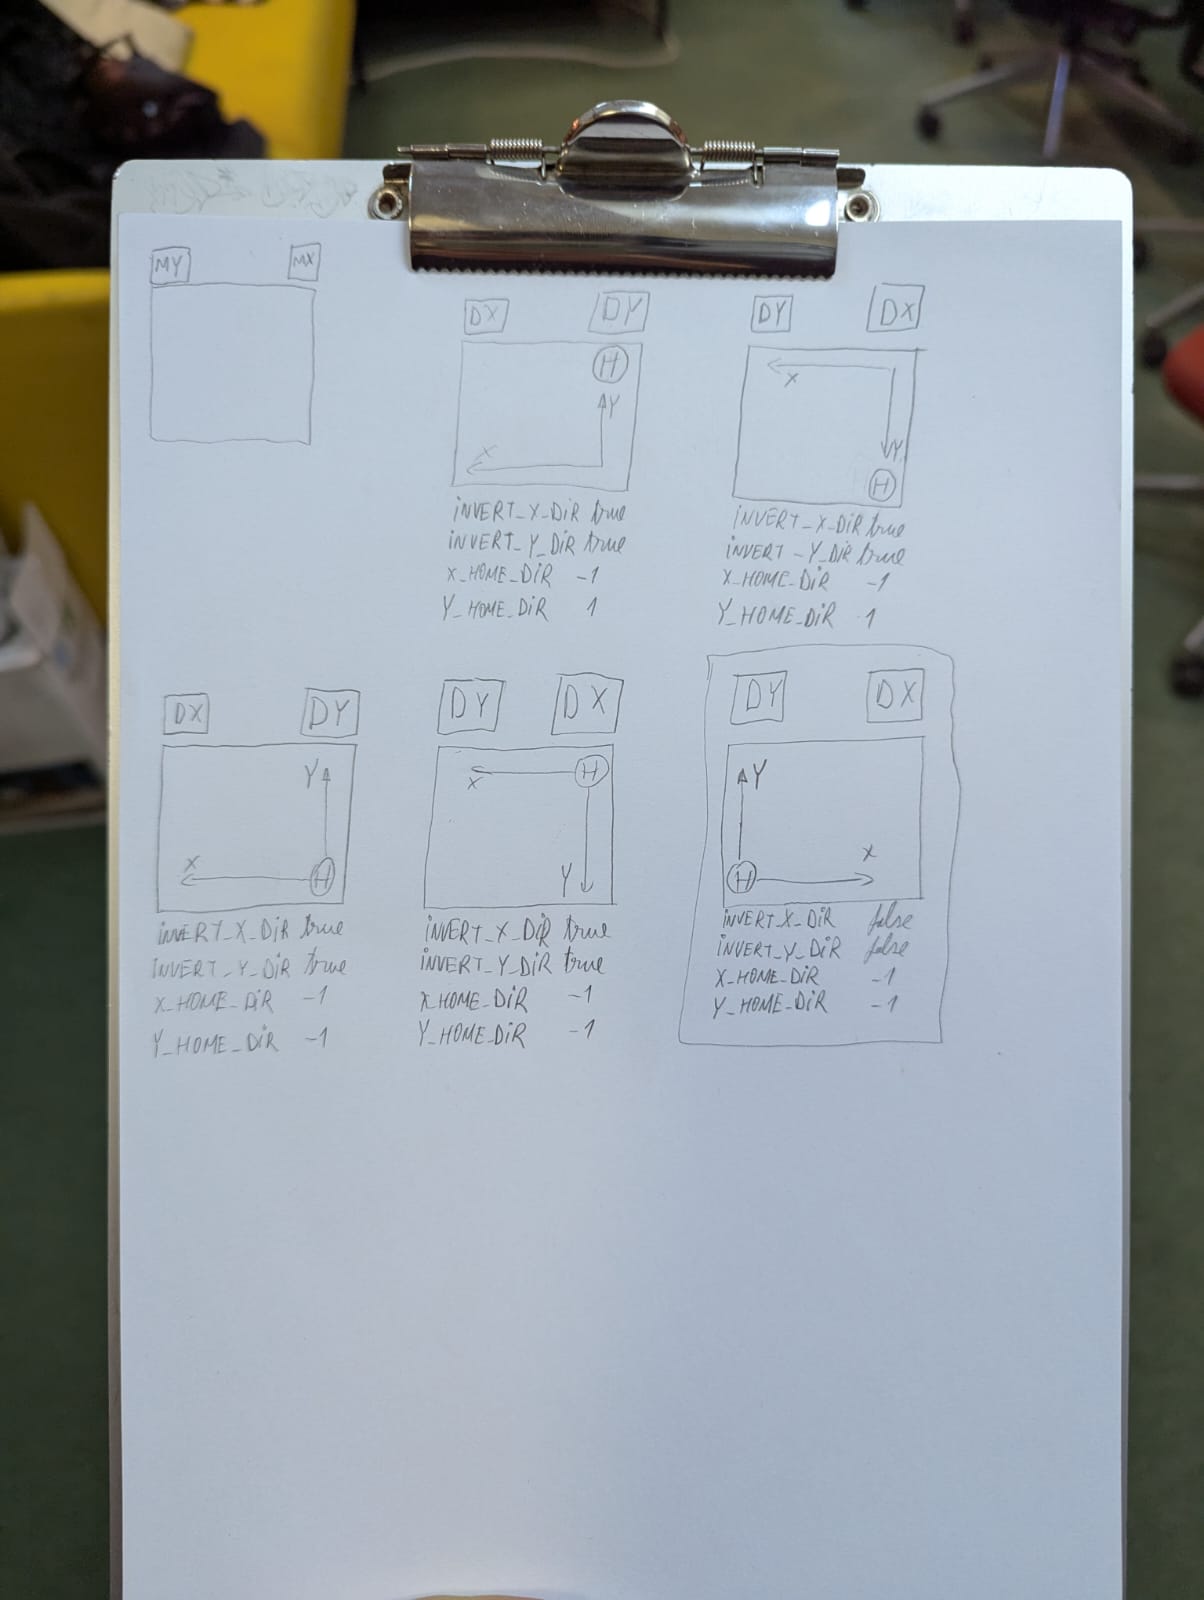 MY MX
DX DY
H
Y
X
INVERT_X_DIR true
INVERT_Y_DIR true
X_HOME_DIR -1
Y_HOME_DIR 1
DY DX
X
Y
H
INVERT_X_DIR true
INVERT-Y_DIR true
X_HOME_DIR -1
Y_HOME_DIR 1
DX DY
Y
X
H
INVERT_X_DIR true
INVERT_Y_DIR true
X_HOME_DIR -1
Y_HOME_DIR -1
DY DX
H
X
Y
INVERT_X_DIR true
INVERT_Y_DIR true
X_HOME_DIR -1
Y_HOME_DIR -1
DY DX
Y
X
H
INVERT_X_DIR false
INVERT_Y_DIR false
X_HOME_DIR -1
Y_HOME_DIR -1